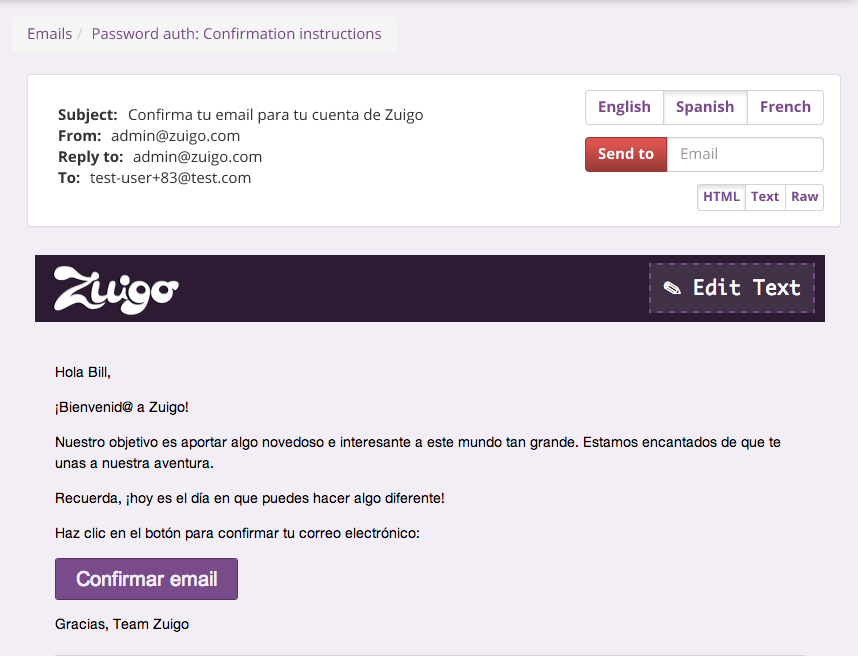 Emails / Password auth: Confirmation instructions
Subject: Confirma tu email para tu cuenta de Zuigo
From: admin@zuigo.com
Reply to: admin@zuigo.com
To: test-user+83@test.com
English Spanish French
Send to Email
HTML Text Raw
Zuigo
✎ Edit Text
Hola Bill,
¡Bienvenid@ a Zuigo!
Nuestro objetivo es aportar algo novedoso e interesante a este mundo tan grande. Estamos encantados de que te
unas a nuestra aventura.
Recuerda, ¡hoy es el día en que puedes hacer algo diferente!
Haz clic en el botón para confirmar tu correo electrónico:
Confirmar email
Gracias, Team Zuigo